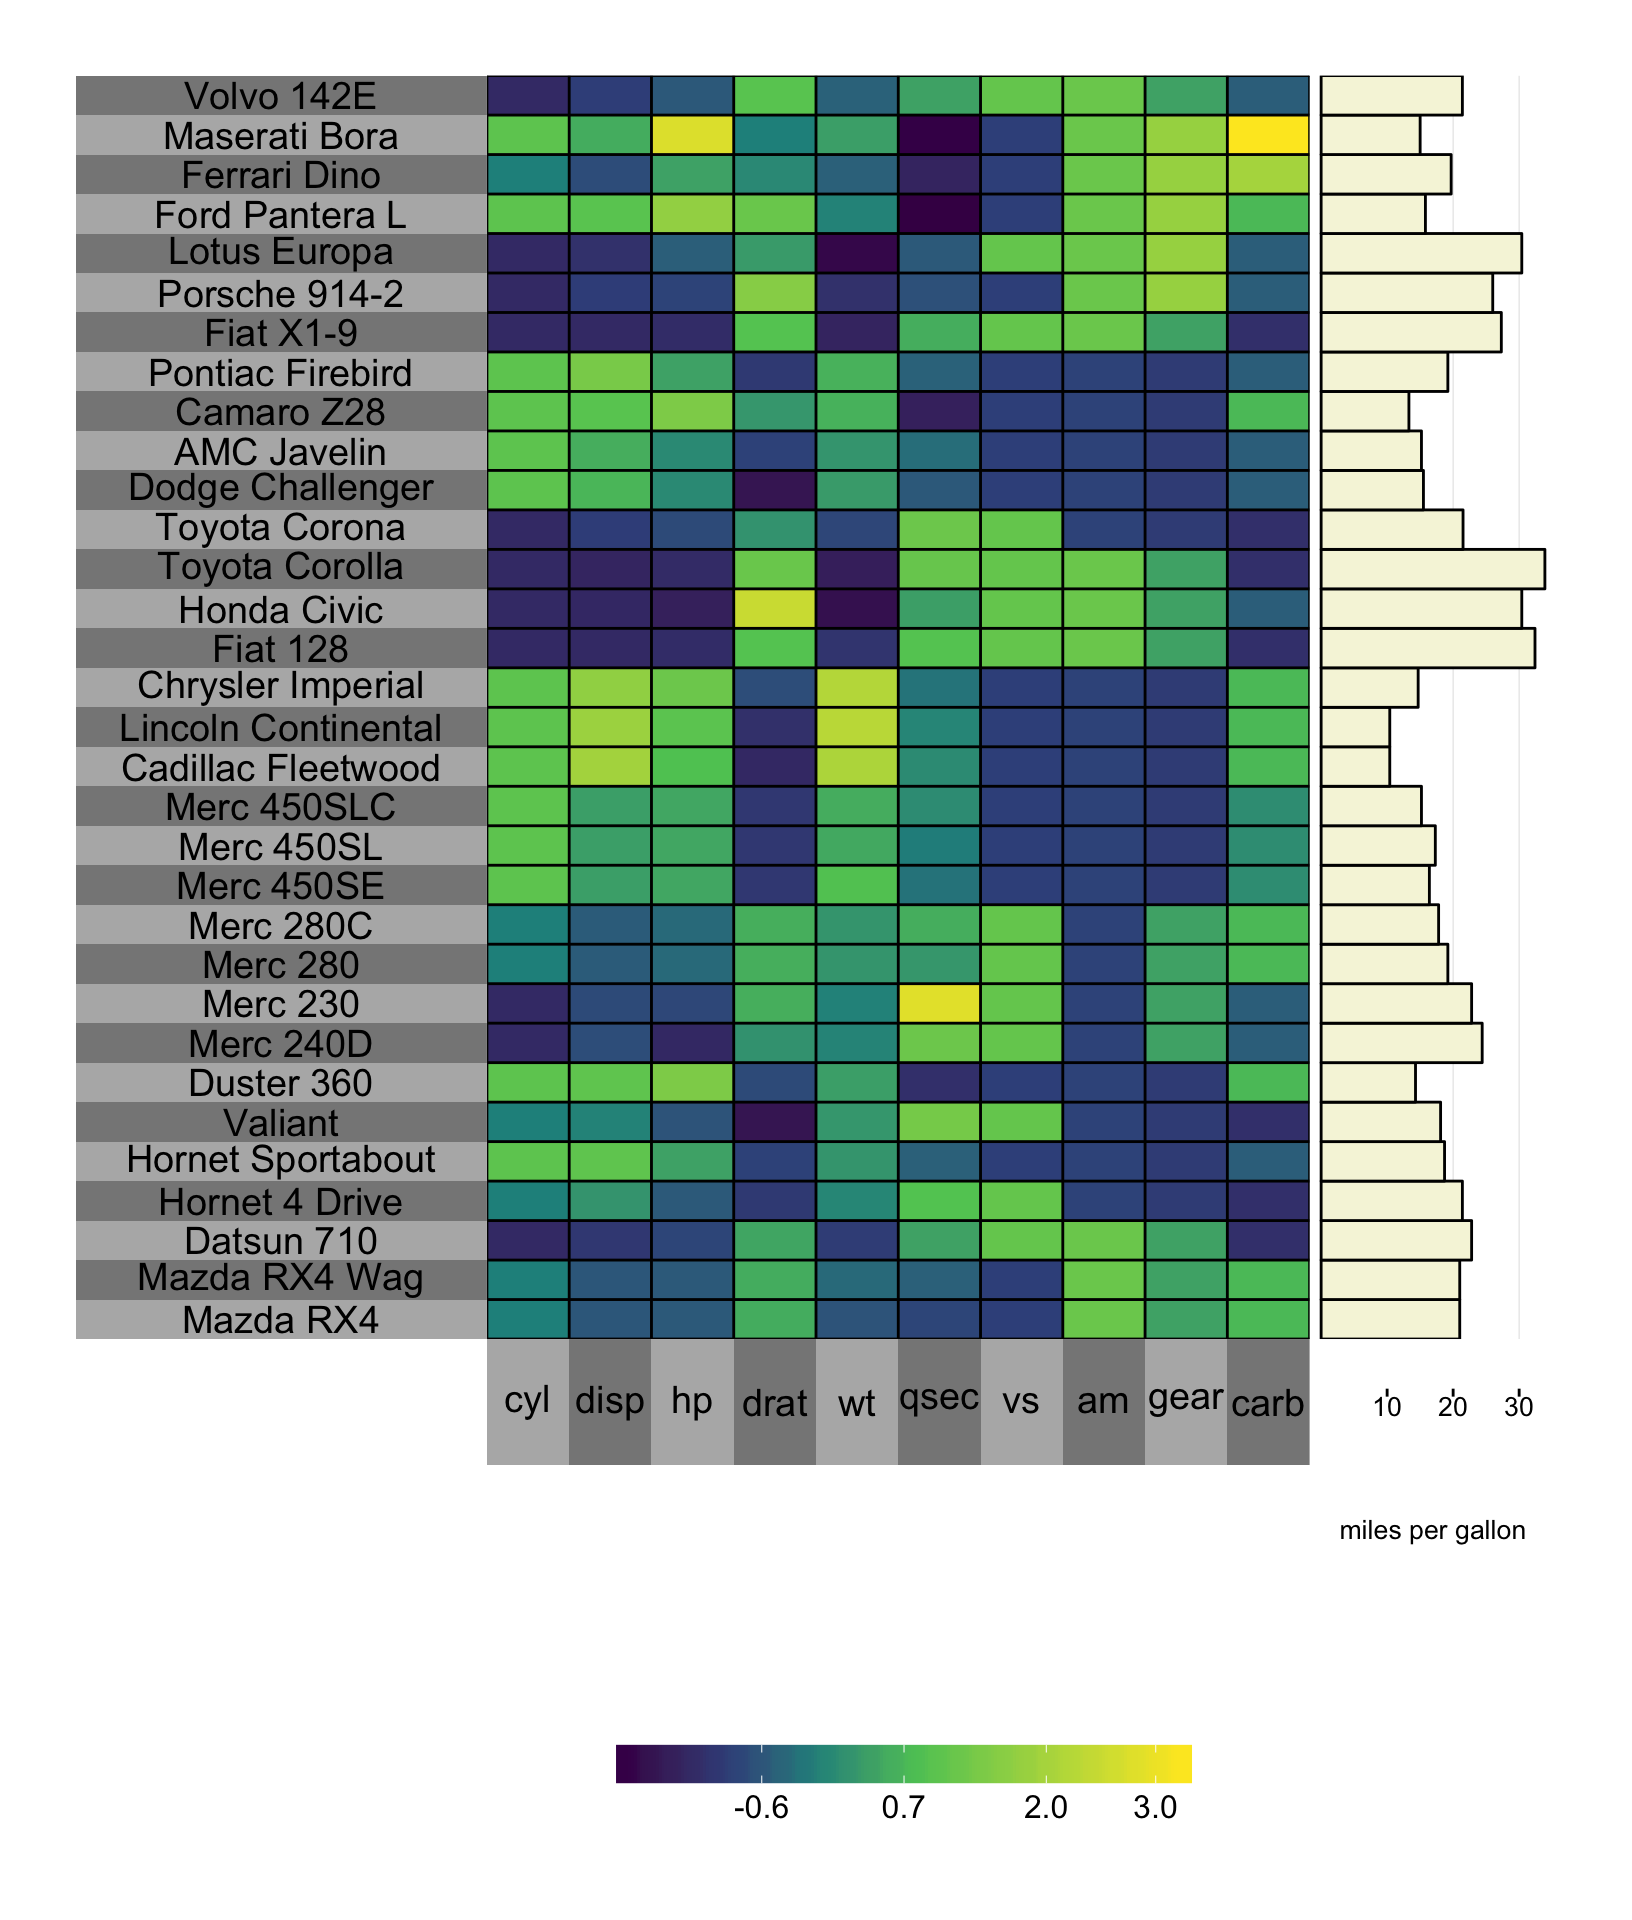 Volvo 142E
Maserati Bora
Ferrari Dino
Ford Pantera L
Lotus Europa
Porsche 914-2
Fiat X1-9
Pontiac Firebird
Camaro Z28
AMC Javelin
Dodge Challenger
Toyota Corona
Toyota Corolla
Honda Civic
Fiat 128
Chrysler Imperial
Lincoln Continental
Cadillac Fleetwood
Merc 450SLC
Merc 450SL
Merc 450SE
Merc 280C
Merc 280
Merc 230
Merc 240D
Duster 360
Valiant
Hornet Sportabout
Hornet 4 Drive
Datsun 710
Mazda RX4 Wag
Mazda RX4
cyl disp hp drat wt qsec vs am gear carb
10 20 30
miles per gallon
-0.6 0.7 2.0 3.0